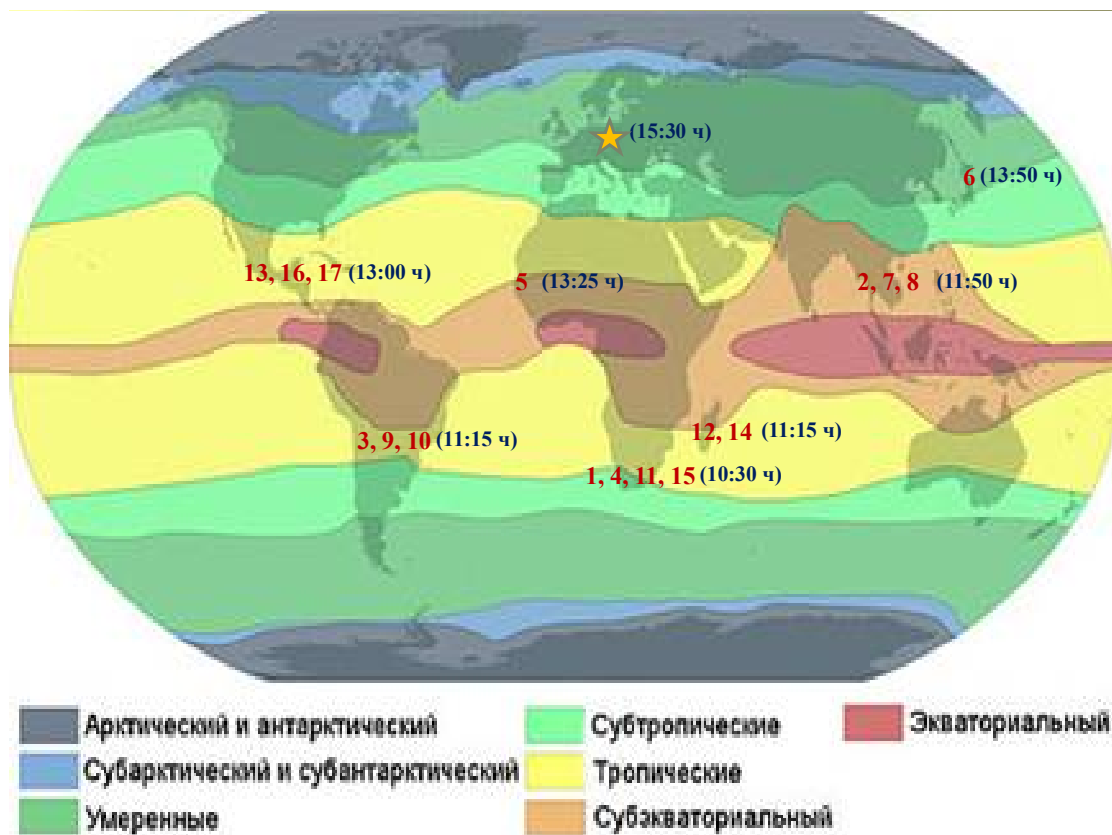 (15:30 ч)
6 (13:50 ч)
13, 16, 17 (13:00 ч)
5 (13:25 ч)
2, 7, 8 (11:50 ч)
3, 9, 10 (11:15 ч)
12, 14 (11:15 ч)
1, 4, 11, 15 (10:30 ч)
Арктический и антарктический
Субтропические
Экваториальный
Субарктический и субантарктический
Тропические
Умеренные
Субэкваториальный